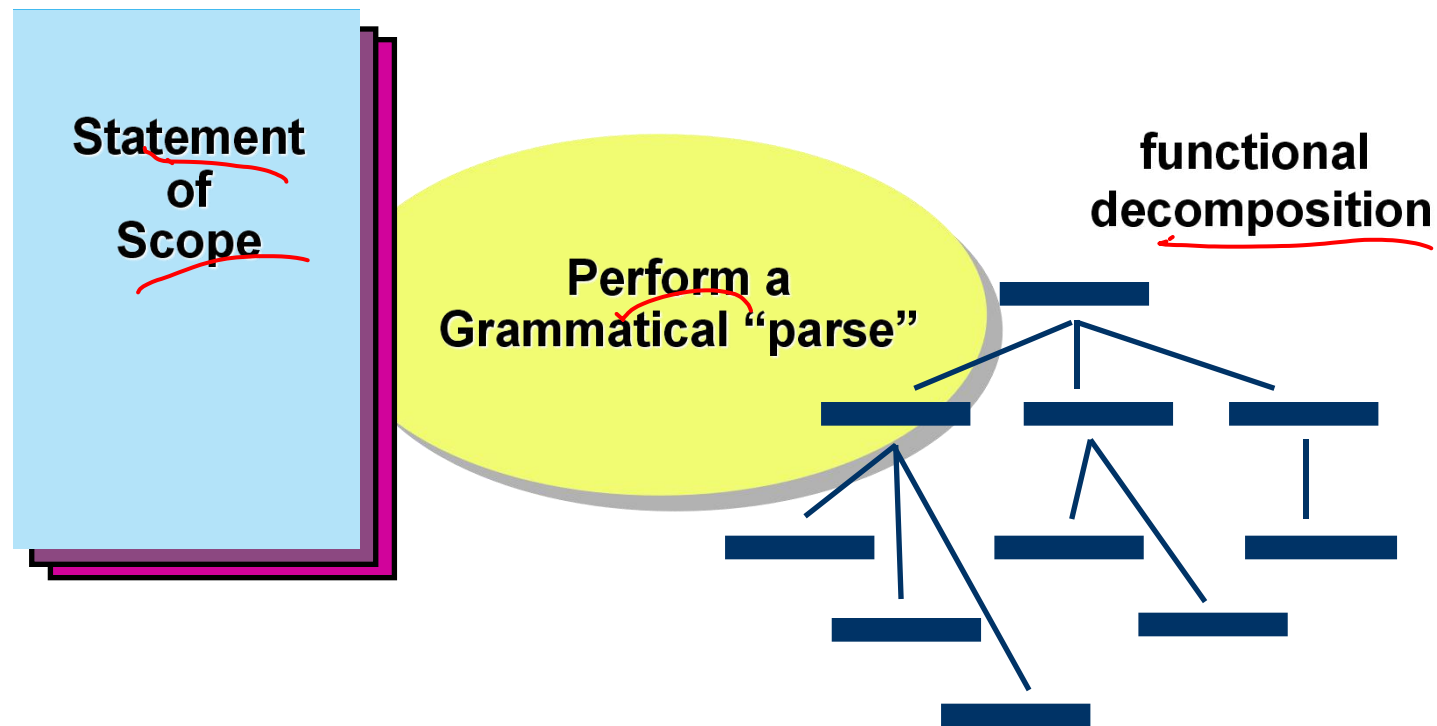 Statement
of
Scope
Perform a
Grammatical “parse”
functional
decomposition